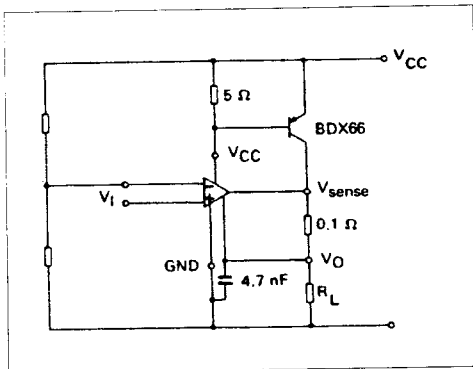 V_CC
5 Ω
BDX66
V_CC
V_I
V_sense
0.1 Ω
GND
4.7 nF
V_O
R_L